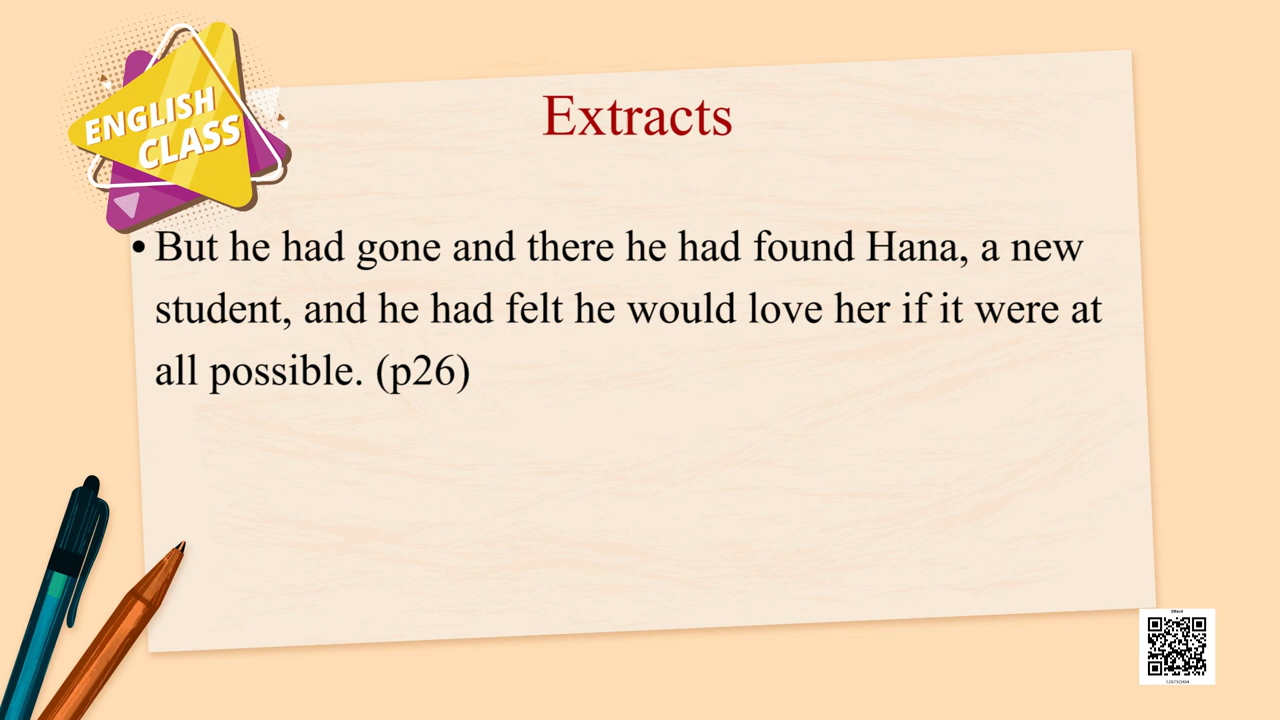 ENGLISH
CLASS
Extracts
• But he had gone and there he had found Hana, a new
student, and he had felt he would love her if it were at
all possible. (p26)